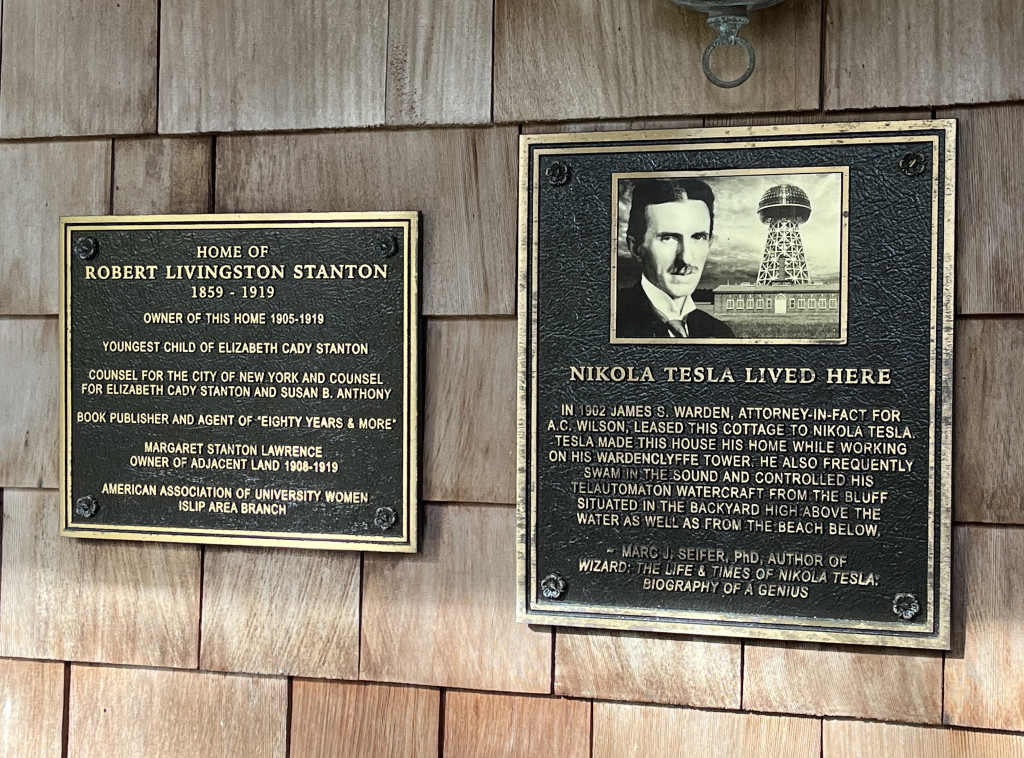 HOME OF
ROBERT LIVINGSTON STANTON
1859 - 1919
OWNER OF THIS HOME 1905-1919
YOUNGEST CHILD OF ELIZABETH CADY STANTON
COUNSEL FOR THE CITY OF NEW YORK AND COUNSEL
FOR ELIZABETH CADY STANTON AND SUSAN B. ANTHONY
BOOK PUBLISHER AND AGENT OF "EIGHTY YEARS & MORE"
MARGARET STANTON LAWRENCE
OWNER OF ADJACENT LAND 1908-1919
AMERICAN ASSOCIATION OF UNIVERSITY WOMEN
ISLIP AREA BRANCH
NIKOLA TESLA LIVED HERE
IN 1902 JAMES S. WARDEN, ATTORNEY-IN-FACT FOR
A.C. WILSON, LEASED THIS COTTAGE TO NIKOLA TESLA.
TESLA MADE THIS HOUSE HIS HOME WHILE WORKING
ON HIS WARDENCLYFFE TOWER. HE ALSO FREQUENTLY
SWAM IN THE SOUND AND CONTROLLED HIS
TELAUTOMATON WATERCRAFT FROM THE BLUFF
SITUATED IN THE BACKYARD HIGH ABOVE THE
WATER AS WELL AS FROM THE BEACH BELOW.
~ MARC J. SEIFER, PhD, AUTHOR OF
WIZARD: THE LIFE & TIMES OF NIKOLA TESLA:
BIOGRAPHY OF A GENIUS